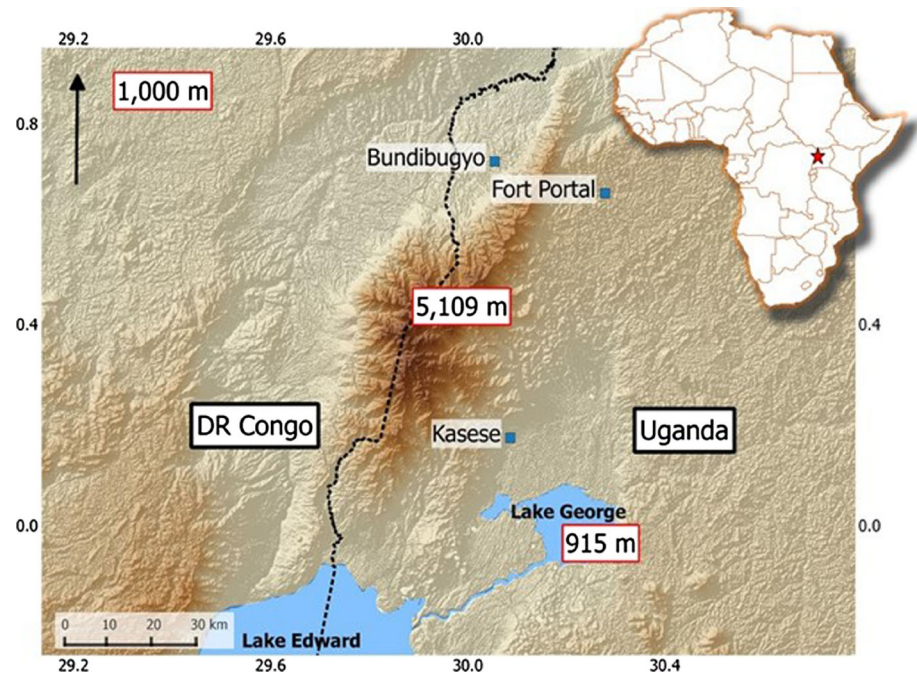 29.2
29.6
30.0
1,000 m
0.8
Bundibugyo
Fort Portal
5,109 m
0.4
0.4
DR Congo
Kasese
Uganda
Lake George
0.0
0.0
915 m
0 10 20 30 km
Lake Edward
29.2
29.6
30.0
30.4